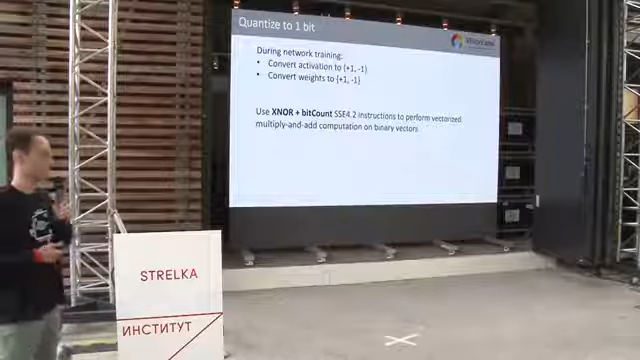 Quantize to 1 bit
During network training:
• Convert activation to {+1, -1}
• Convert weights to {+1, -1}
Use XNOR + bitCount SSE4.2 instructions to perform vectorized
multiply-and-add computation on binary vectors
STRELKA
ИНСТИТУТ